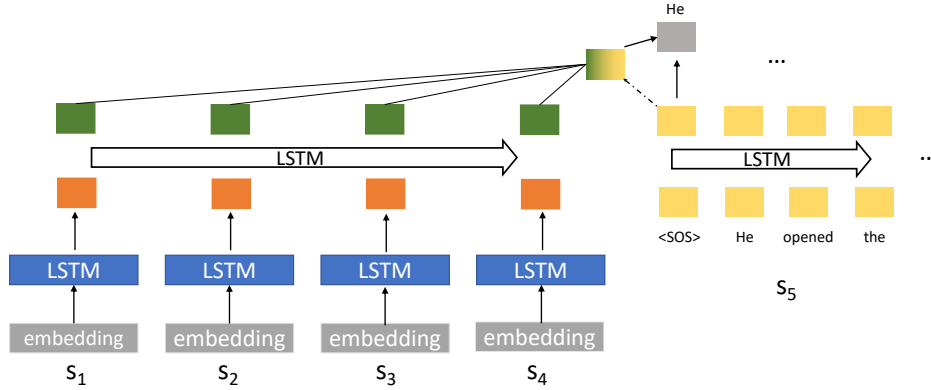 He
...
LSTM
LSTM
..
<SOS> He opened the
LSTM LSTM LSTM LSTM
s5
embedding embedding embedding embedding
s1 s2 s3 s4